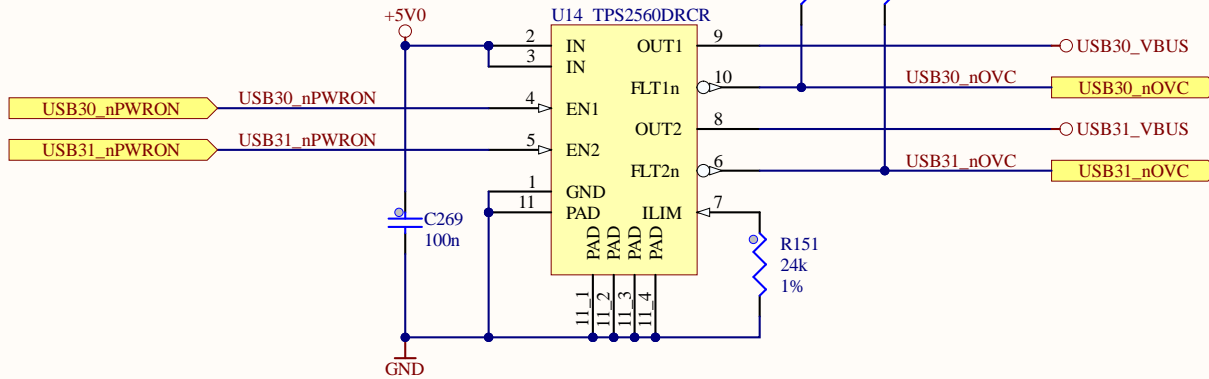 +5V0
U14 TPS2560DRCR
2 IN OUT1 9 USB30_VBUS
3 IN
FLT1n 10 USB30_nOVC USB30_nOVC
USB30_nPWRON USB30_nPWRON 4 EN1
OUT2 8 USB31_VBUS
USB31_nPWRON USB31_nPWRON 5 EN2
FLT2n 6 USB31_nOVC USB31_nOVC
1 GND
11 PAD ILIM 7
C269
100n
PAD PAD PAD PAD
R151
24k
1%
11_1 11_2 11_3 11_4
GND